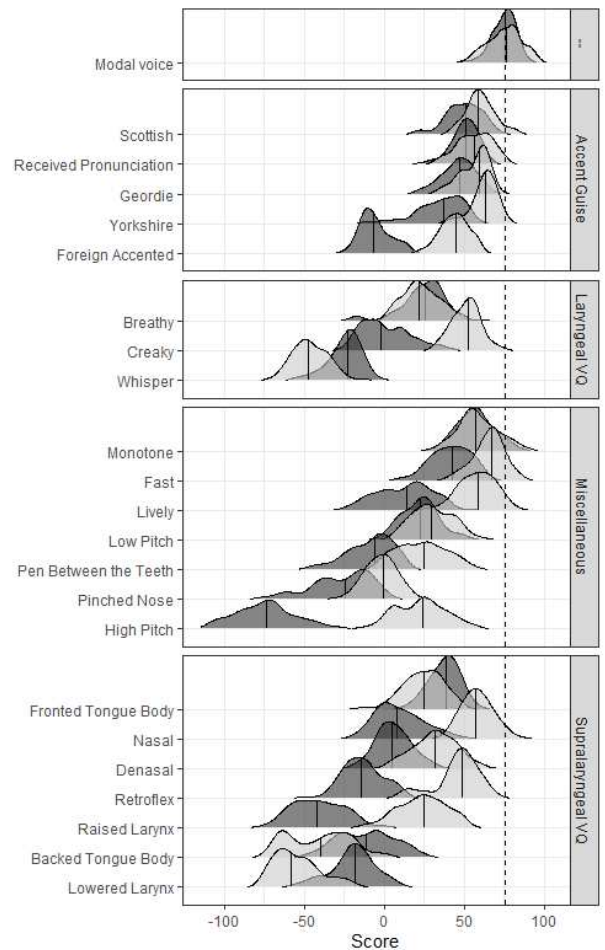 Modal voice
--
Scottish
Received Pronunciation
Geordie
Yorkshire
Foreign Accented
Accent Guise
Breathy
Creaky
Whisper
Laryngeal VQ
Monotone
Fast
Lively
Low Pitch
Pen Between the Teeth
Pinched Nose
High Pitch
Miscellaneous
Fronted Tongue Body
Nasal
Denasal
Retroflex
Raised Larynx
Backed Tongue Body
Lowered Larynx
Supralaryngeal VQ
-100 -50 0 50 100
Score